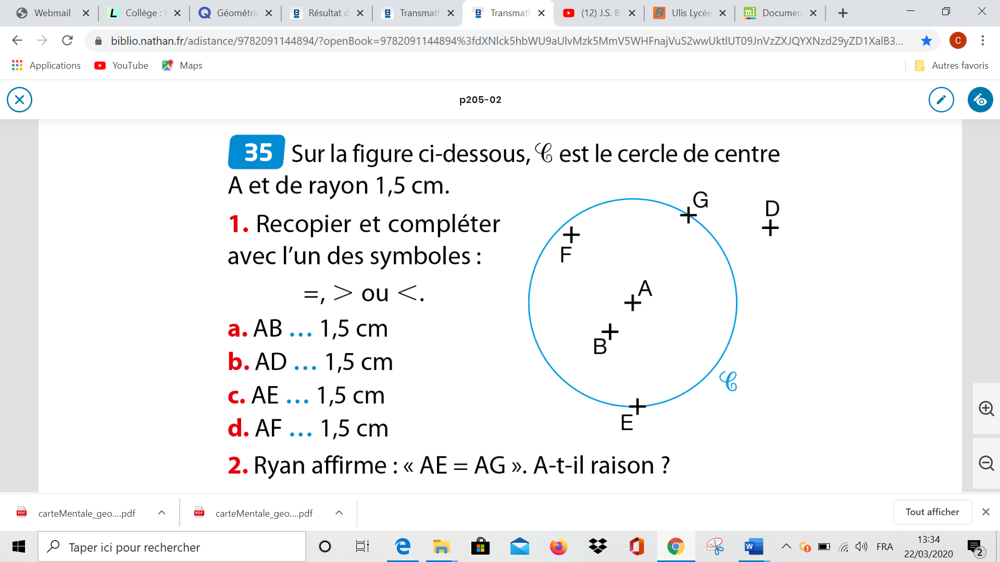 Webmail
Collège : F
Géométrie
Résultat d
Transmath
Transmath
(12) J.S. Ba
Ulis Lycée
Documen
biblio.nathan.fr/adistance/9782091144894/?openBook=9782091144894%3fdXNlck5hbWU9aUlvMzk5MmV5WHFnajVuS2wwUktlUT09JnVzZXJQYXNzd29yZD1XalB3...
C
Applications
YouTube
Maps
Autres favoris
p205-02
35 Sur la figure ci-dessous, 𝒞 est le cercle de centre
A et de rayon 1,5 cm.
1. Recopier et compléter
avec l’un des symboles :
=, > ou <.
a. AB … 1,5 cm
b. AD … 1,5 cm
c. AE … 1,5 cm
d. AF … 1,5 cm
G
D
F
A
B
𝒞
E
2. Ryan affirme : « AE = AG ». A-t-il raison ?
carteMentale_geo....pdf
carteMentale_geo....pdf
Tout afficher
Taper ici pour rechercher
FRA
13:34
22/03/2020
2